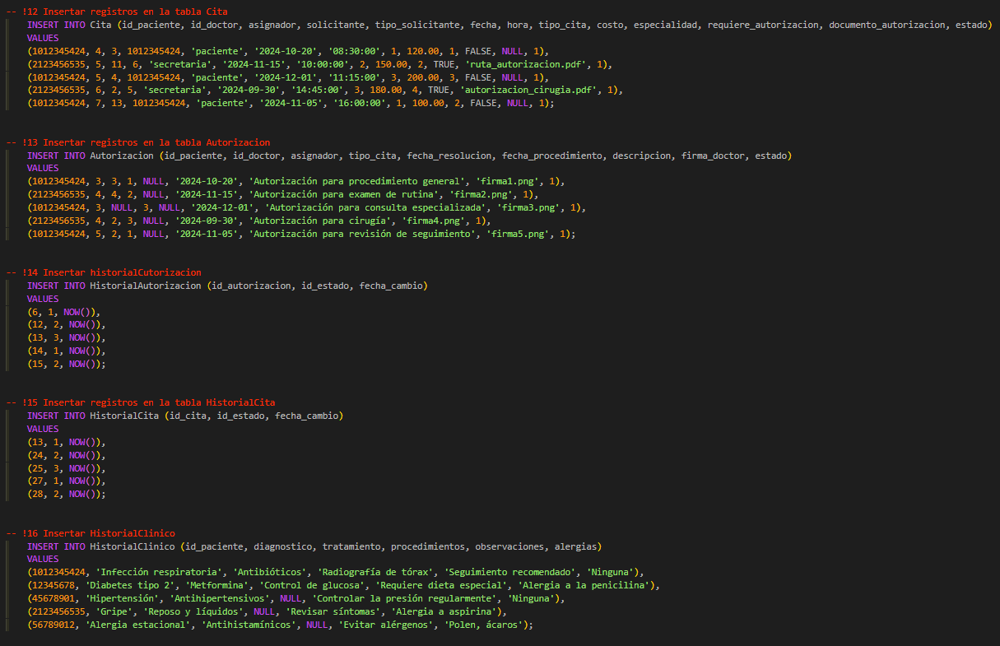 -- !12 Insertar registros en la tabla Cita
INSERT INTO Cita (id_paciente, id_doctor, asignador, solicitante, tipo_solicitante, fecha, hora, tipo_cita, costo, especialidad, requiere_autorizacion, documento_autorizacion, estado)
VALUES
(1012345424, 4, 3, 1012345424, 'paciente', '2024-10-20', '08:30:00', 1, 120.00, 1, FALSE, NULL, 1),
(2123456535, 5, 11, 6, 'secretaria', '2024-11-15', '10:00:00', 2, 150.00, 2, TRUE, 'ruta_autorizacion.pdf', 1),
(1012345424, 5, 4, 1012345424, 'paciente', '2024-12-01', '11:15:00', 3, 200.00, 3, FALSE, NULL, 1),
(2123456535, 6, 2, 5, 'secretaria', '2024-09-30', '14:45:00', 3, 180.00, 4, TRUE, 'autorizacion_cirugia.pdf', 1),
(1012345424, 7, 13, 1012345424, 'paciente', '2024-11-05', '16:00:00', 1, 100.00, 2, FALSE, NULL, 1);
-- !13 Insertar registros en la tabla Autorizacion
INSERT INTO Autorizacion (id_paciente, id_doctor, asignador, tipo_cita, fecha_resolucion, fecha_procedimiento, descripcion, firma_doctor, estado)
VALUES
(1012345424, 3, 3, 1, NULL, '2024-10-20', 'Autorización para procedimiento general', 'firma1.png', 1),
(2123456535, 4, 4, 2, NULL, '2024-11-15', 'Autorización para examen de rutina', 'firma2.png', 1),
(1012345424, 3, NULL, 3, NULL, '2024-12-01', 'Autorización para consulta especializada', 'firma3.png', 1),
(2123456535, 4, 2, 3, NULL, '2024-09-30', 'Autorización para cirugía', 'firma4.png', 1),
(1012345424, 5, 2, 1, NULL, '2024-11-05', 'Autorización para revisión de seguimiento', 'firma5.png', 1);
-- !14 Insertar historialCutorizacion
INSERT INTO HistorialAutorizacion (id_autorizacion, id_estado, fecha_cambio)
VALUES
(6, 1, NOW()),
(12, 2, NOW()),
(13, 3, NOW()),
(14, 1, NOW()),
(15, 2, NOW());
-- !15 Insertar registros en la tabla HistorialCita
INSERT INTO HistorialCita (id_cita, id_estado, fecha_cambio)
VALUES
(13, 1, NOW()),
(24, 2, NOW()),
(25, 3, NOW()),
(27, 1, NOW()),
(28, 2, NOW());
-- !16 Insertar HistorialClinico
INSERT INTO HistorialClinico (id_paciente, diagnostico, tratamiento, procedimientos, observaciones, alergias)
VALUES
(1012345424, 'Infección respiratoria', 'Antibióticos', 'Radiografía de tórax', 'Seguimiento recomendado', 'Ninguna'),
(12345678, 'Diabetes tipo 2', 'Metformina', 'Control de glucosa', 'Requiere dieta especial', 'Alergia a la penicilina'),
(45678901, 'Hipertensión', 'Antihipertensivos', NULL, 'Controlar la presión regularmente', 'Ninguna'),
(2123456535, 'Gripe', 'Reposo y líquidos', NULL, 'Revisar síntomas', 'Alergia a aspirina'),
(56789012, 'Alergia estacional', 'Antihistamínicos', NULL, 'Evitar alérgenos', 'Polen, ácaros');